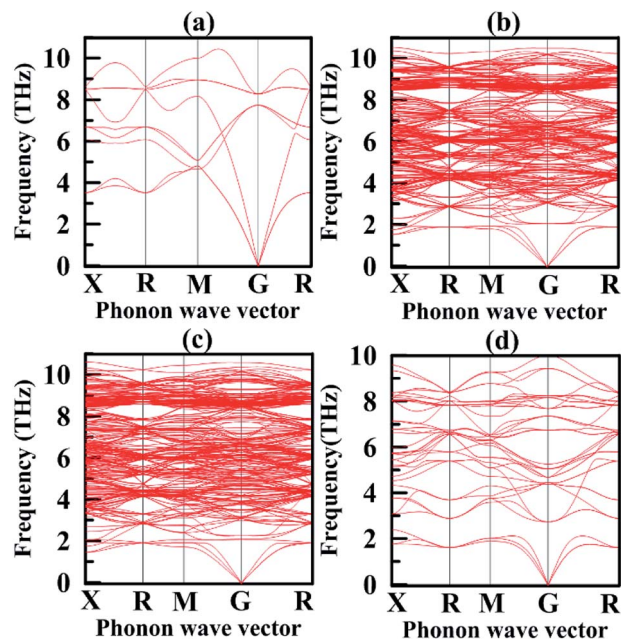 (a)
10
8
6
4
2
0
Frequency (THz)
X R M G R
Phonon wave vector
(b)
10
8
6
4
2
0
Frequency (THz)
X R M G R
Phonon wave vector
(c)
10
8
6
4
2
0
Frequency (THz)
X R M G R
Phonon wave vector
(d)
10
8
6
4
2
0
Frequency(THz)
X R M G R
Phonon wave vector